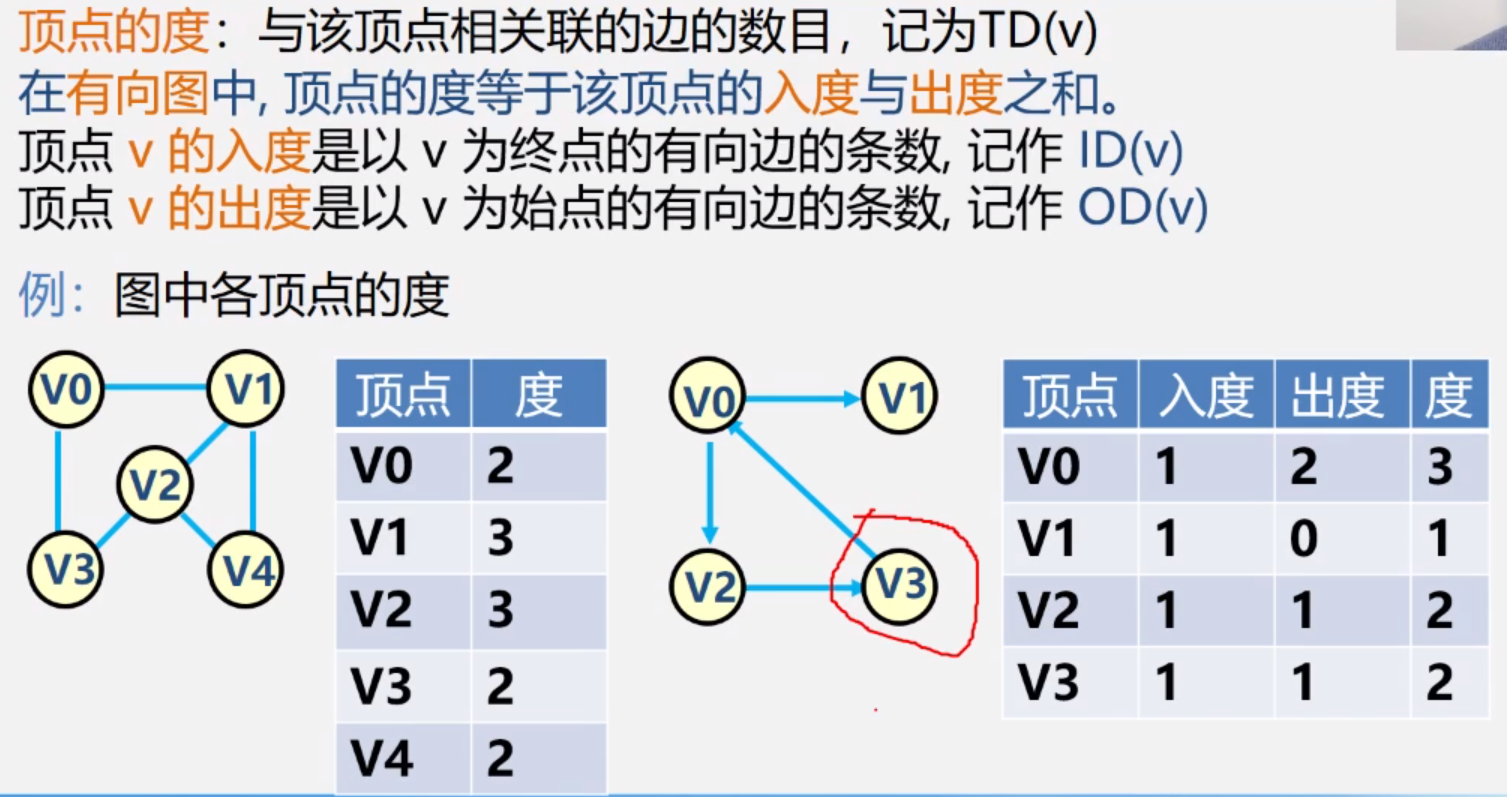 顶点的度：与该顶点相关联的边的数目，记为TD(v)
在有向图中, 顶点的度等于该顶点的入度与出度之和。
顶点 v 的入度是以 v 为终点的有向边的条数, 记作 ID(v)
顶点 v 的出度是以 v 为始点的有向边的条数, 记作 OD(v)
例：图中各顶点的度
V0 V1
V2
V3 V4
顶点 度
V0 2
V1 3
V2 3
V3 2
V4 2
V0 V1
V2 V3
顶点 入度 出度 度
V0 1 2 3
V1 1 0 1
V2 1 1 2
V3 1 1 2